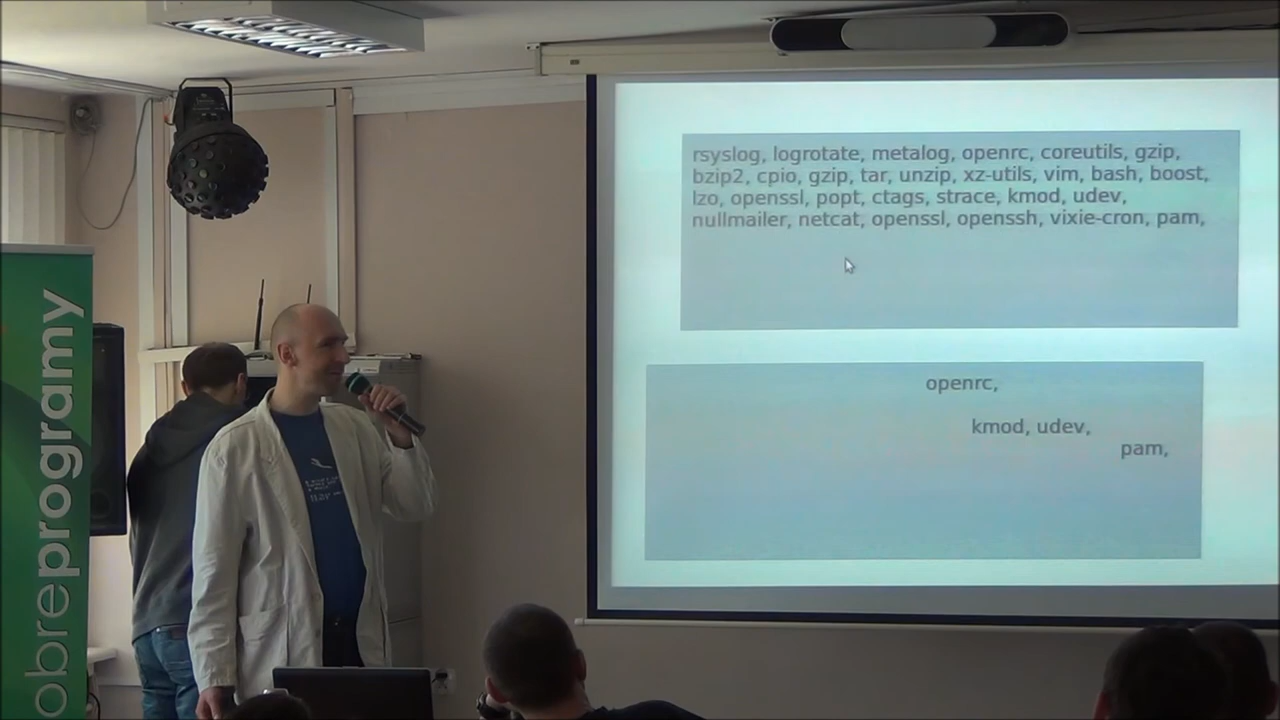 rsyslog, logrotate, metalog, openrc, coreutils, gzip,
bzip2, cpio, gzip, tar, unzip, xz-utils, vim, bash, boost,
lzo, openssl, popt, ctags, strace, kmod, udev,
nullmailer, netcat, openssl, openssh, vixie-cron, pam,
openrc,
kmod, udev,
pam,
obreprogramy